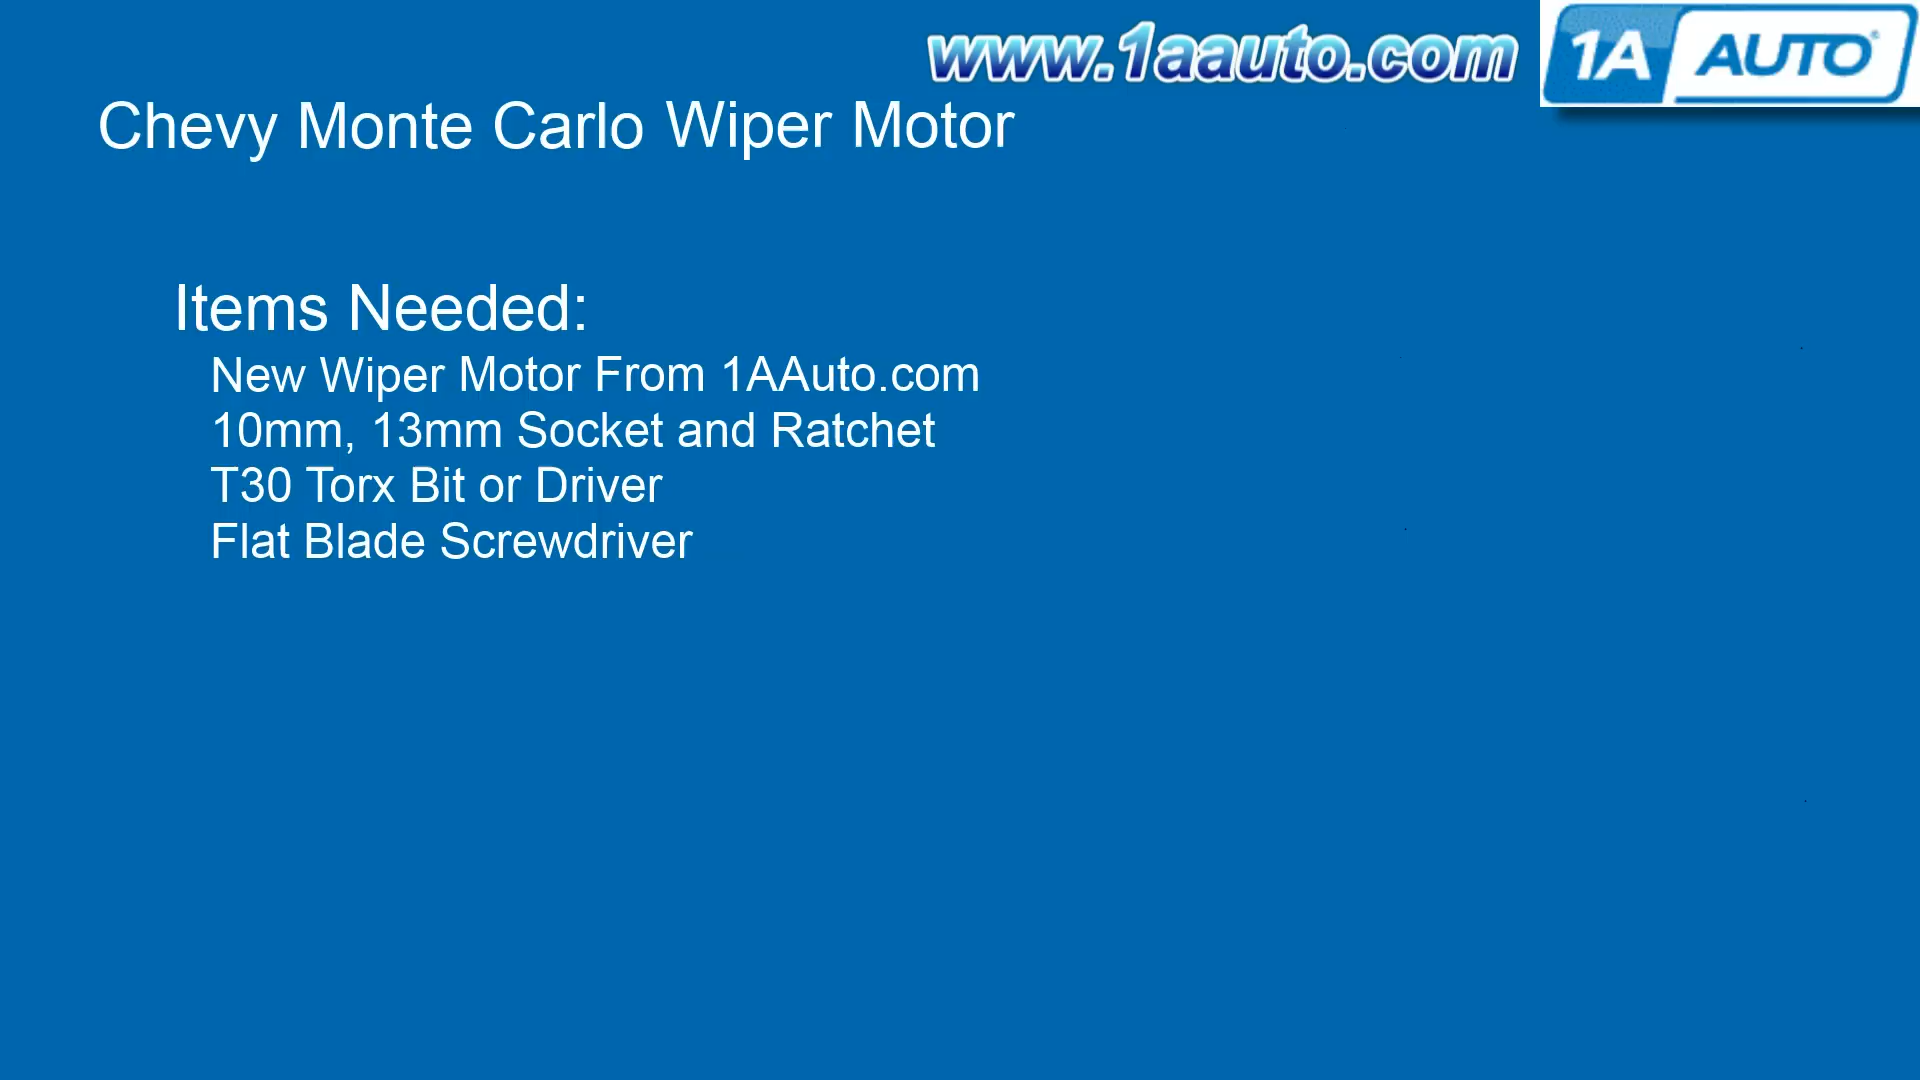 www.1aauto.com
1A AUTO®
Chevy Monte Carlo Wiper Motor
Items Needed:
New Wiper Motor From 1AAuto.com
10mm, 13mm Socket and Ratchet
T30 Torx Bit or Driver
Flat Blade Screwdriver